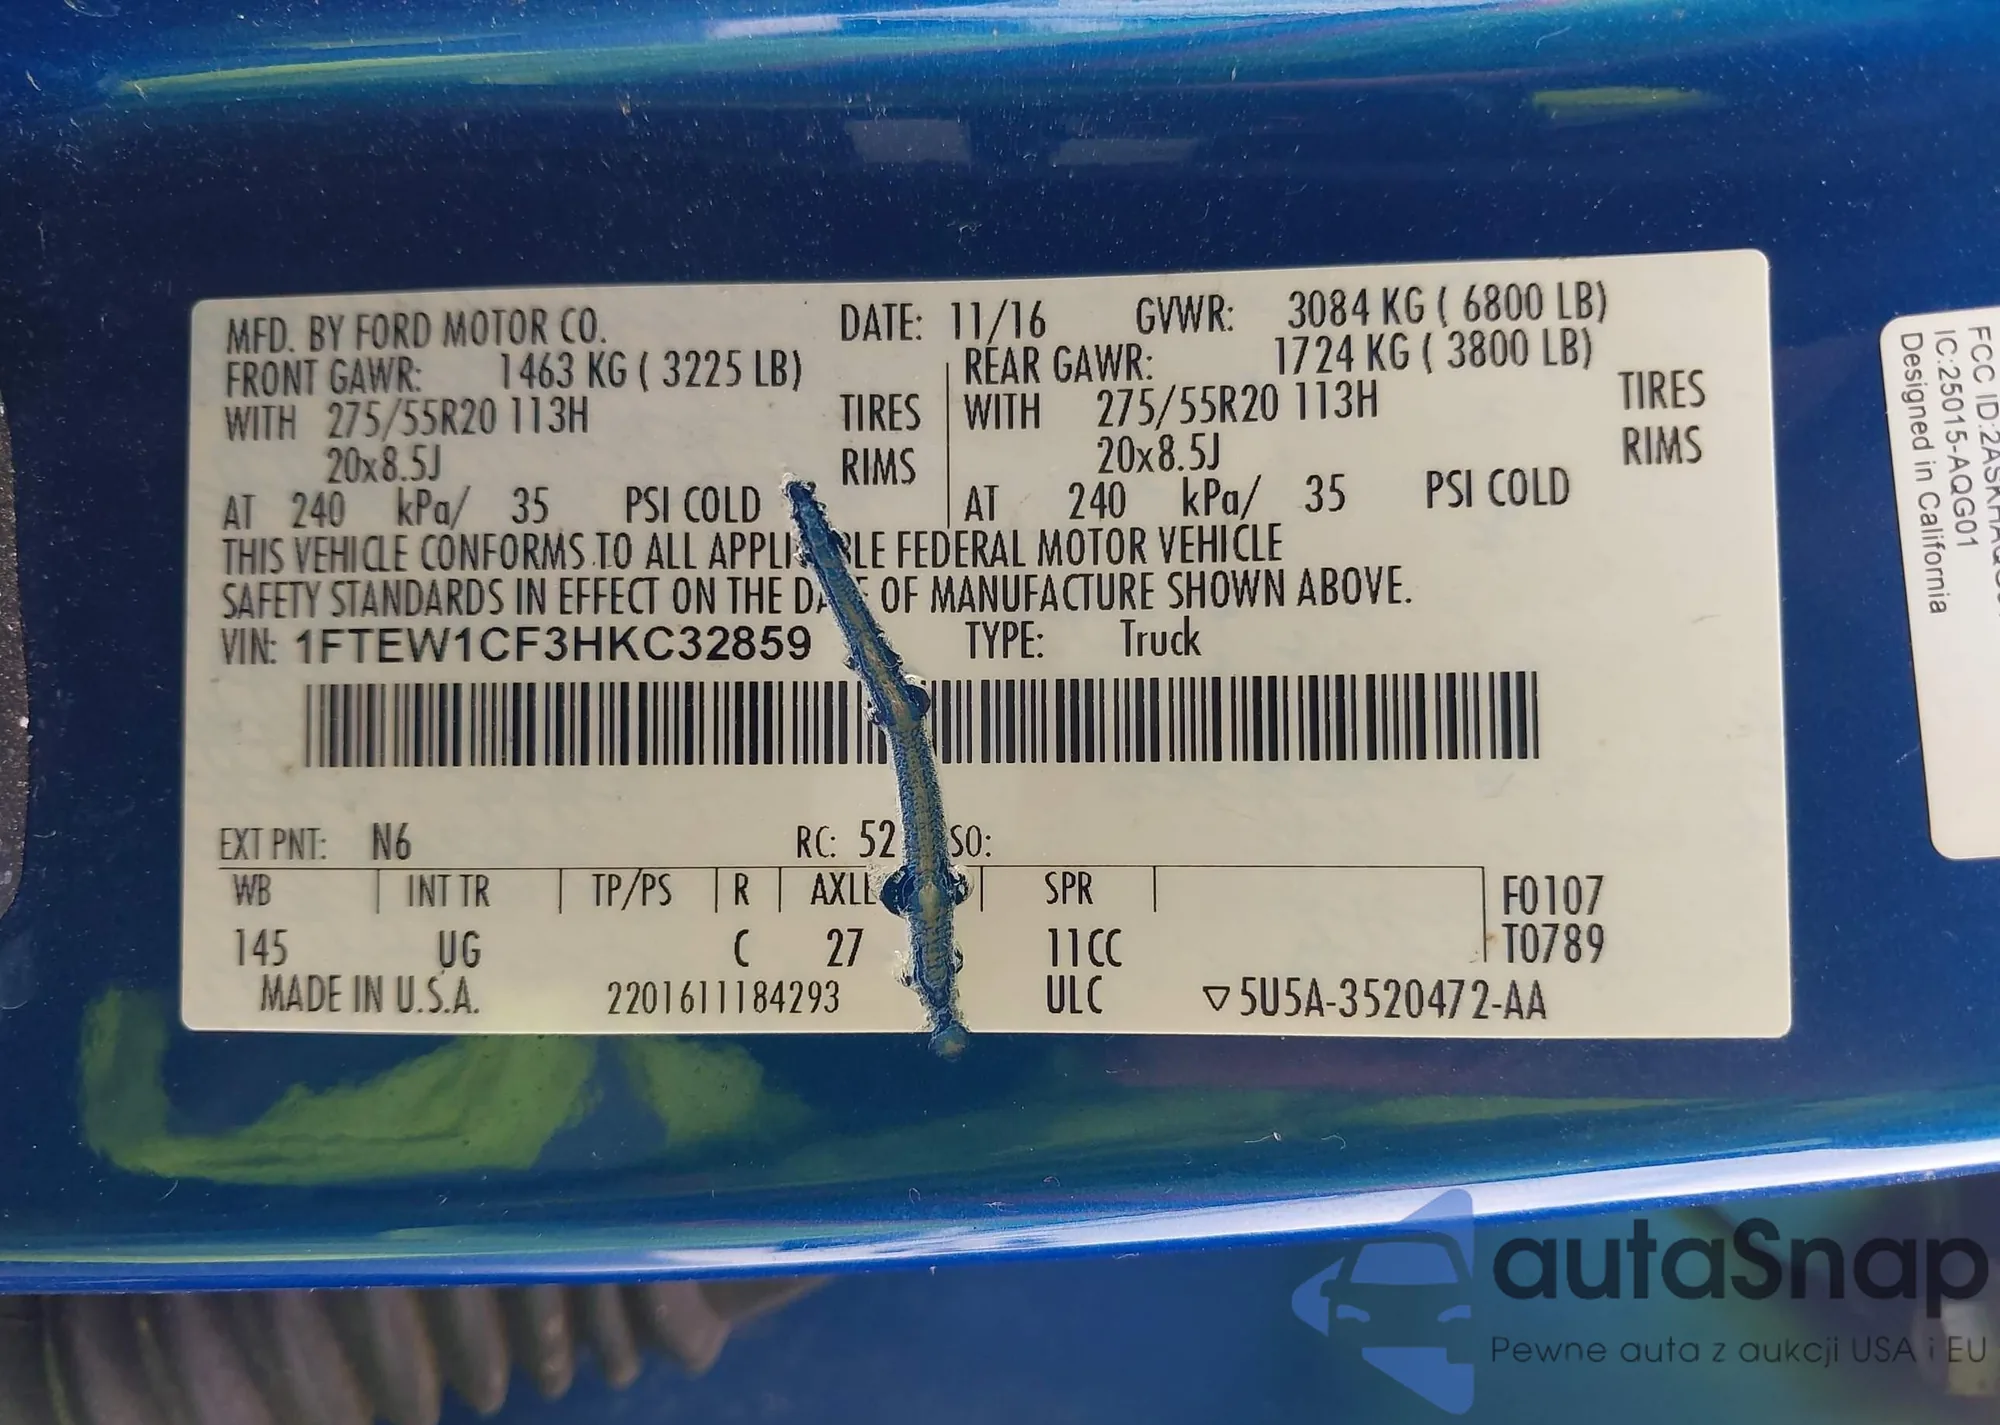 MFD. BY FORD MOTOR CO. DATE: 11/16 GVWR: 3084 KG ( 6800 LB)
FRONT GAWR: 1463 KG ( 3225 LB) REAR GAWR: 1724 KG ( 3800 LB)
WITH 275/55R20 113H TIRES WITH 275/55R20 113H TIRES
20x8.5J RIMS 20x8.5J RIMS
AT 240 kPa/ 35 PSI COLD AT 240 kPa/ 35 PSI COLD
THIS VEHICLE CONFORMS TO ALL FEDERAL MOTOR VEHICLE
SAFETY STANDARDS IN EFFECT ON THE OF MANUFACTURE SHOWN ABOVE.
VIN: 1FTEW1CF3HKC32859 TYPE: Truck
EXT PNT: N6 RC: 52 SO:
WB INT TR TP/PS R SPR F0107
145 UG C 27 11CC T0789
MADE IN U.S.A. 2201611184293 ULC ▽5U5A-3520472-AA
FCC
IC:25015-AQG01
Designed in California
autaSnap
Pewne auta z aukcji USA i EU